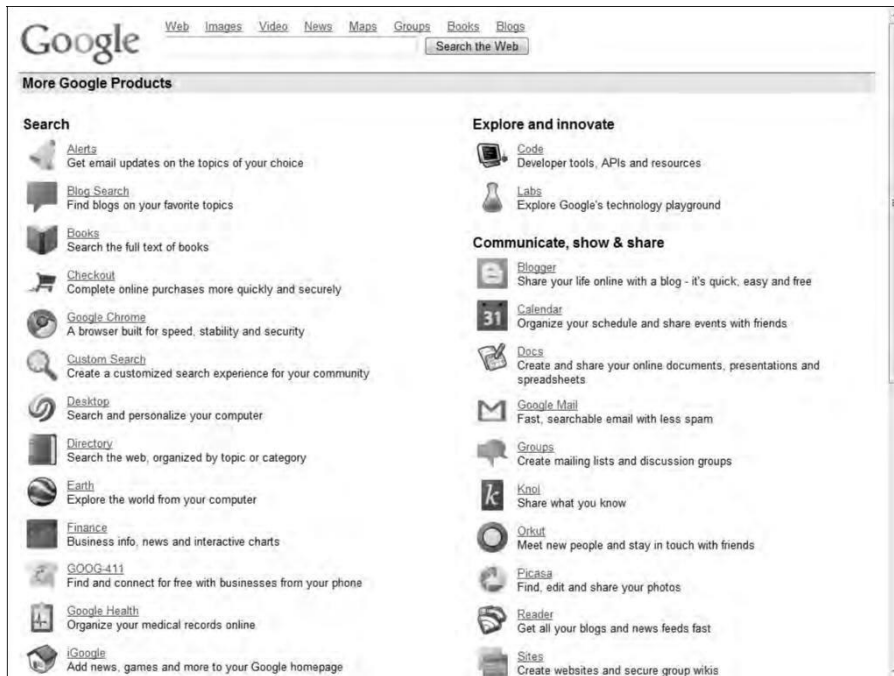 Google
Web Images Video News Maps Groups Books Blogs
Search the Web
More Google Products
Search
Alerts
Get email updates on the topics of your choice
Blog Search
Find blogs on your favorite topics
Books
Search the full text of books
Checkout
Complete online purchases more quickly and securely
Google Chrome
A browser built for speed, stability and security
Custom Search
Create a customized search experience for your community
Desktop
Search and personalize your computer
Directory
Search the web, organized by topic or category
Earth
Explore the world from your computer
Finance
Business info, news and interactive charts
GOOG-411
Find and connect for free with businesses from your phone
Google Health
Organize your medical records online
iGoogle
Add news, games and more to your Google homepage
Explore and innovate
Code
Developer tools, APIs and resources
Labs
Explore Google's technology playground
Communicate, show & share
Blogger
Share your life online with a blog - it's quick, easy and free
31
Calendar
Organize your schedule and share events with friends
Docs
Create and share your online documents, presentations and
spreadsheets
Google Mail
Fast, searchable email with less spam
Groups
Create mailing lists and discussion groups
k
Knol
Share what you know
Orkut
Meet new people and stay in touch with friends
Picasa
Find, edit and share your photos
Reader
Get all your blogs and news feeds fast
Sites
Create websites and secure group wikis